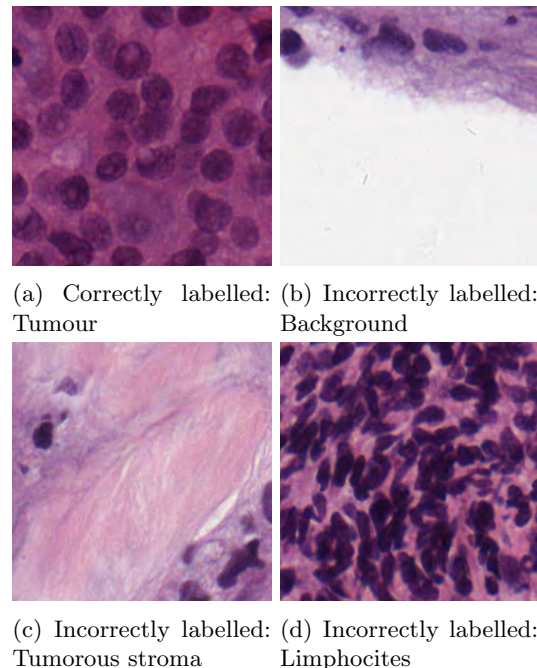 (a) Correctly labelled:
Tumour
(b) Incorrectly labelled:
Background
(c) Incorrectly labelled:
Tumorous stroma
(d) Incorrectly labelled:
Limphocites